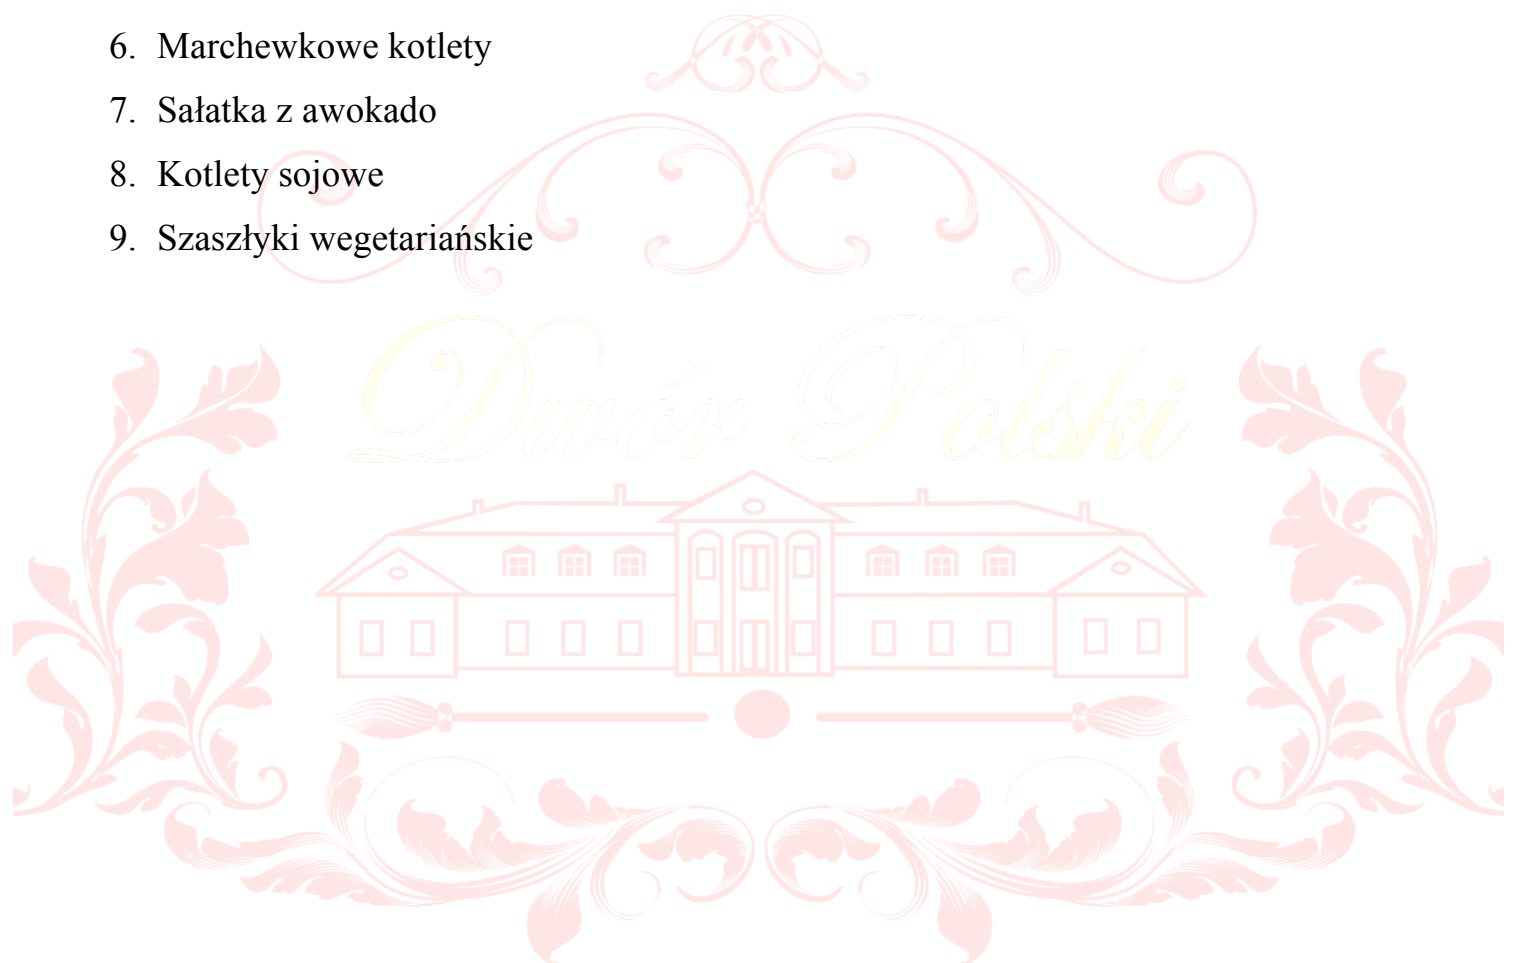 6. Marchewkowe kotlety
7. Sałatka z awokado
8. Kotlety sojowe
9. Szaszłyki wegetariańskie
Dwór Polski